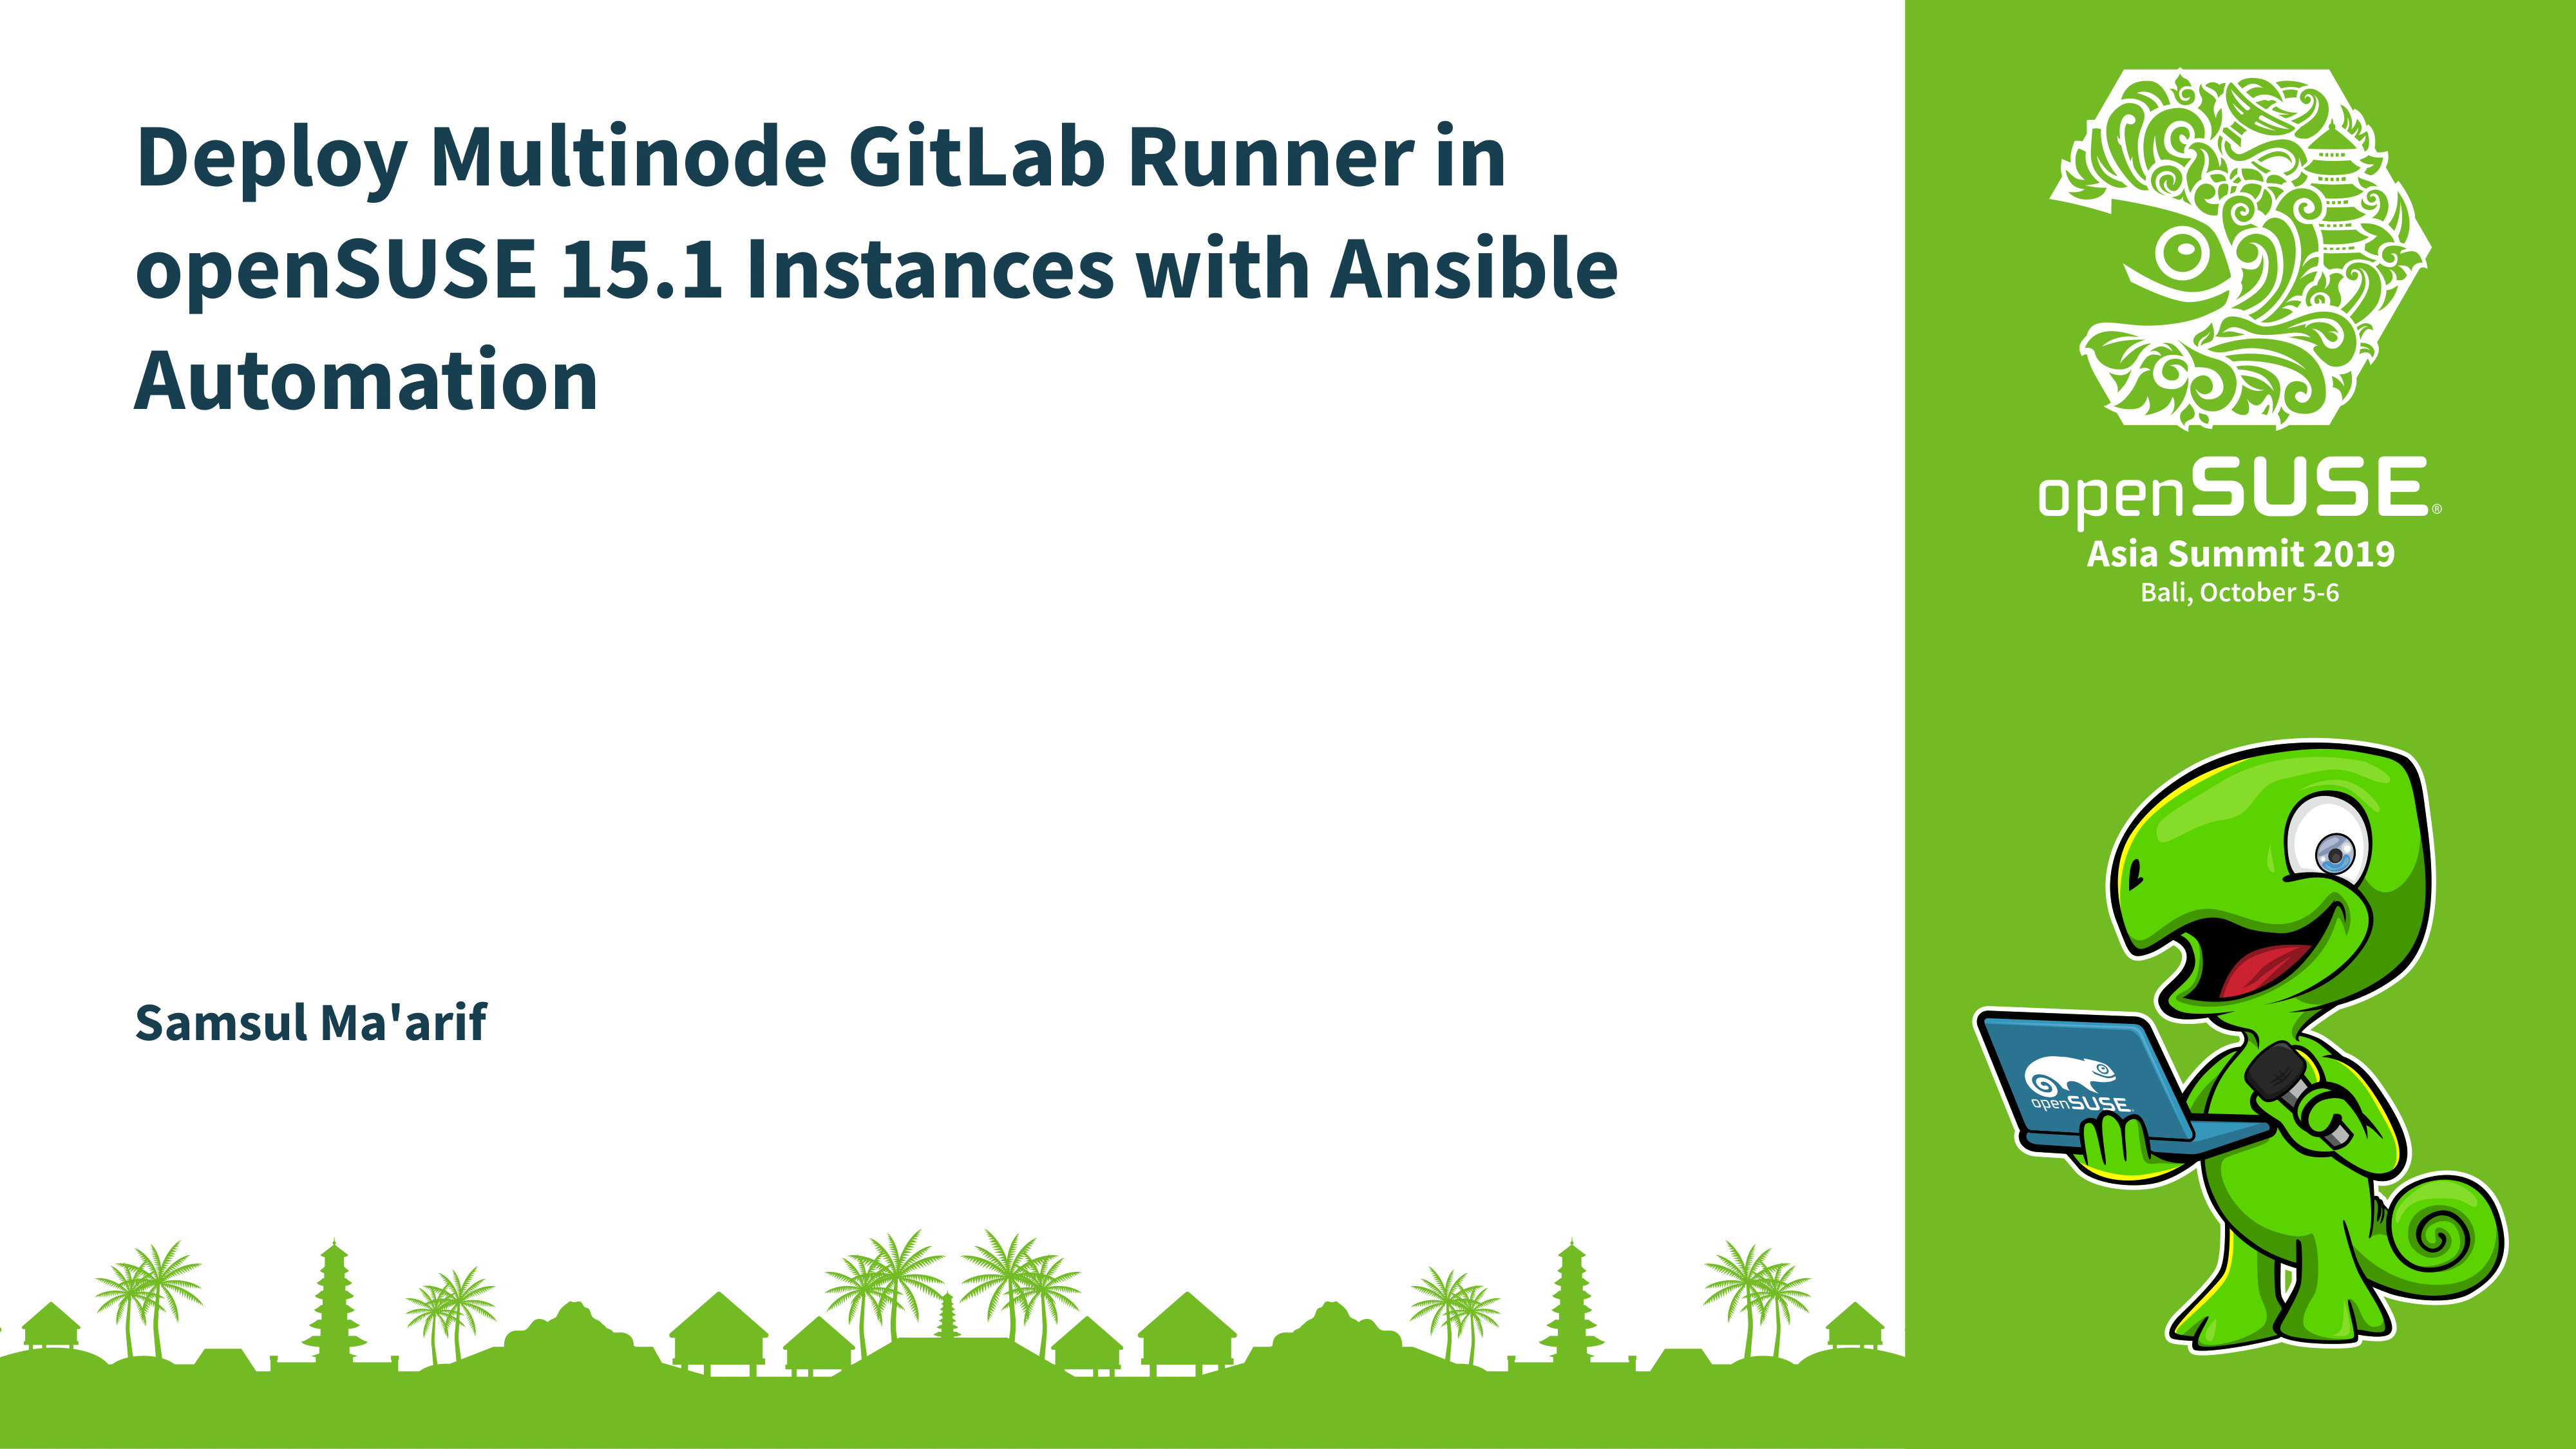 Deploy Multinode GitLab Runner in
openSUSE 15.1 Instances with Ansible
Automation
Samsul Ma'arif
openSUSE®
Asia Summit 2019
Bali, October 5-6
openSUSE